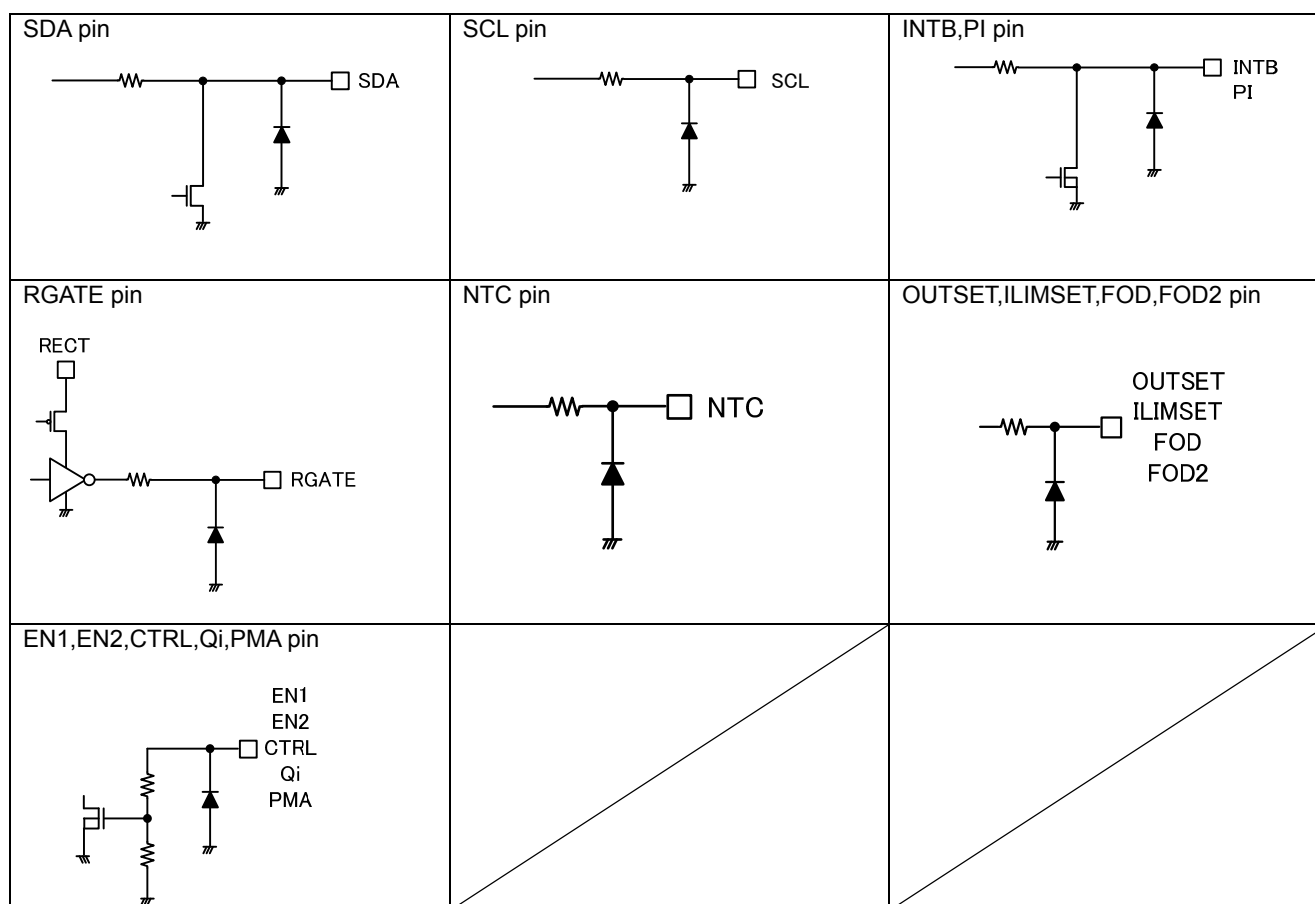 SDA pin
SDA
SCL pin
SCL
INTB,PI pin
INTB
PI
RGATE pin
RECT
RGATE
NTC pin
NTC
OUTSET,ILIMSET,FOD,FOD2 pin
OUTSET
ILIMSET
FOD
FOD2
EN1,EN2,CTRL,Qi,PMA pin
EN1
EN2
CTRL
Qi
PMA